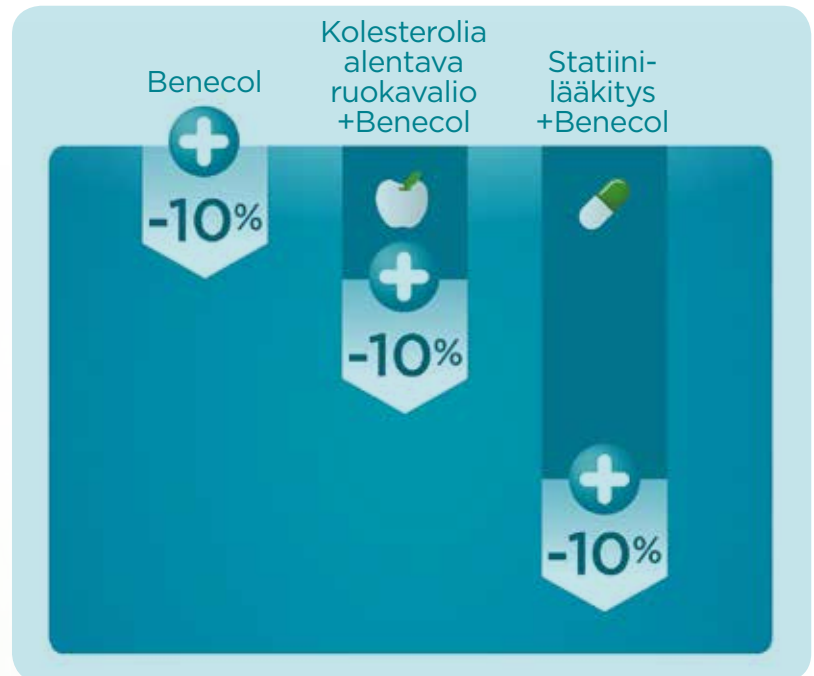 Benecol
Kolesterolia
alentava
ruokavalio
+Benecol
Statiini-
lääkitys
+Benecol
-10%
-10%
-10%